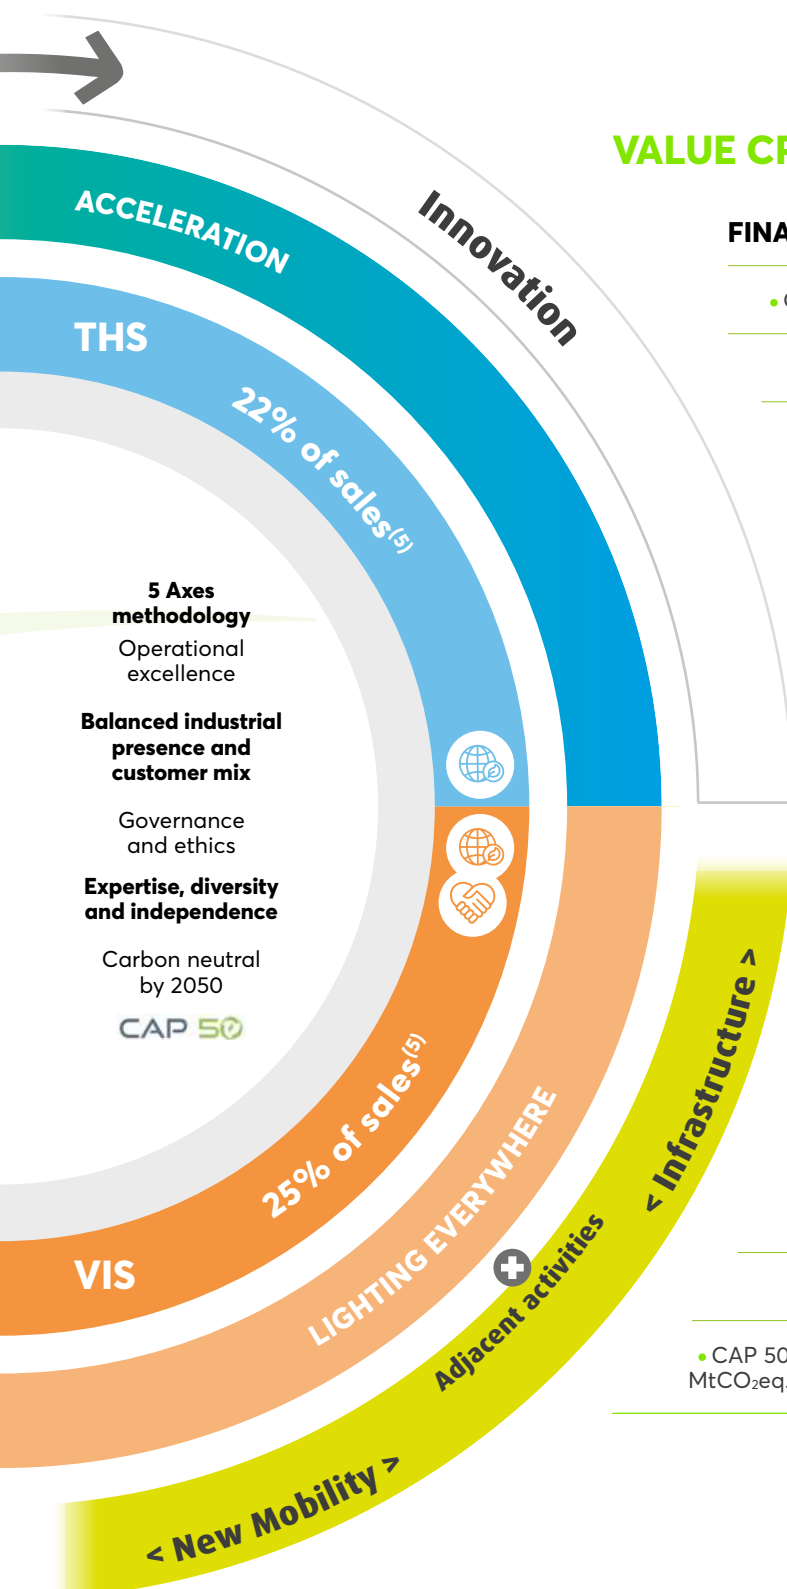 VALUE
FINA
ACCELERATION
Innovation
THS
22% of sales(5)
5 Axes
methodology
Operational
excellence
Balanced industrial
presence and
customer mix
Governance
and ethics
Expertise, diversity
and independence
Carbon neutral
by 2050
CAP 50
25% of sales(5)
VIS
LIGHTING EVERYWHERE
< Infrastructure >
Adjacent activities
< New Mobility >
• CAP 50
MtCO₂eq.